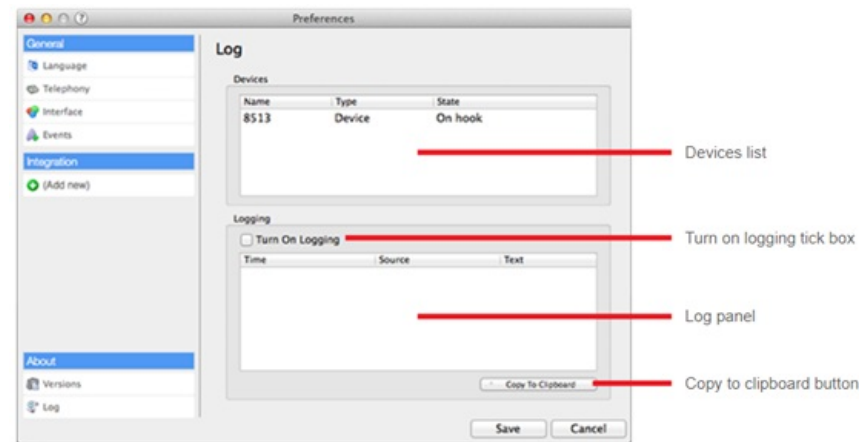 Preferences
General
Language
Telephony
Interface
Events
Integration
(Add new)
About
Versions
Log
Log
Devices
Name Type State
8513 Device On hook
Logging
Turn On Logging
Time Source Text
Copy To Clipboard
Save Cancel
Devices list
Turn on logging tick box
Log panel
Copy to clipboard button